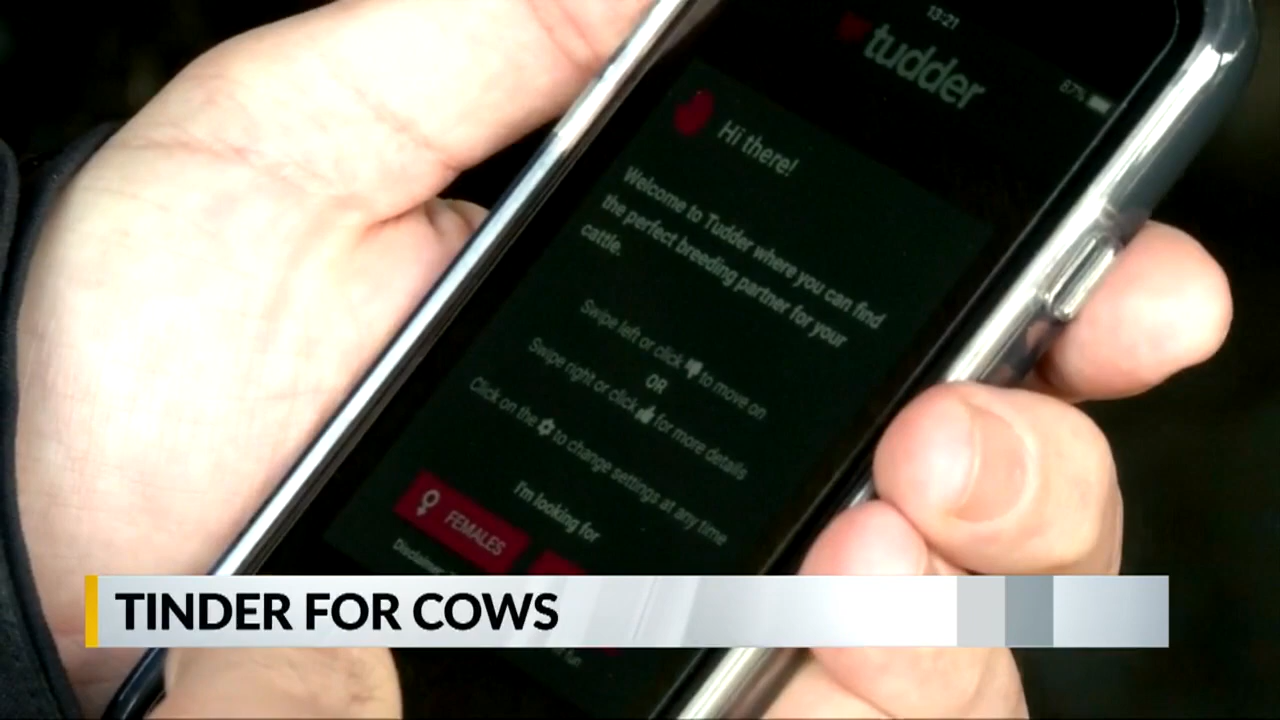 13:21
87%
tudder
Hi there!
Welcome to Tudder where you can find
the perfect breeding partner for your
cattle.
Swipe left or click to move on
OR
Swipe right or click for more details
Click on the to change settings at any time
I'm looking for
FEMALES
TINDER FOR COWS
fun